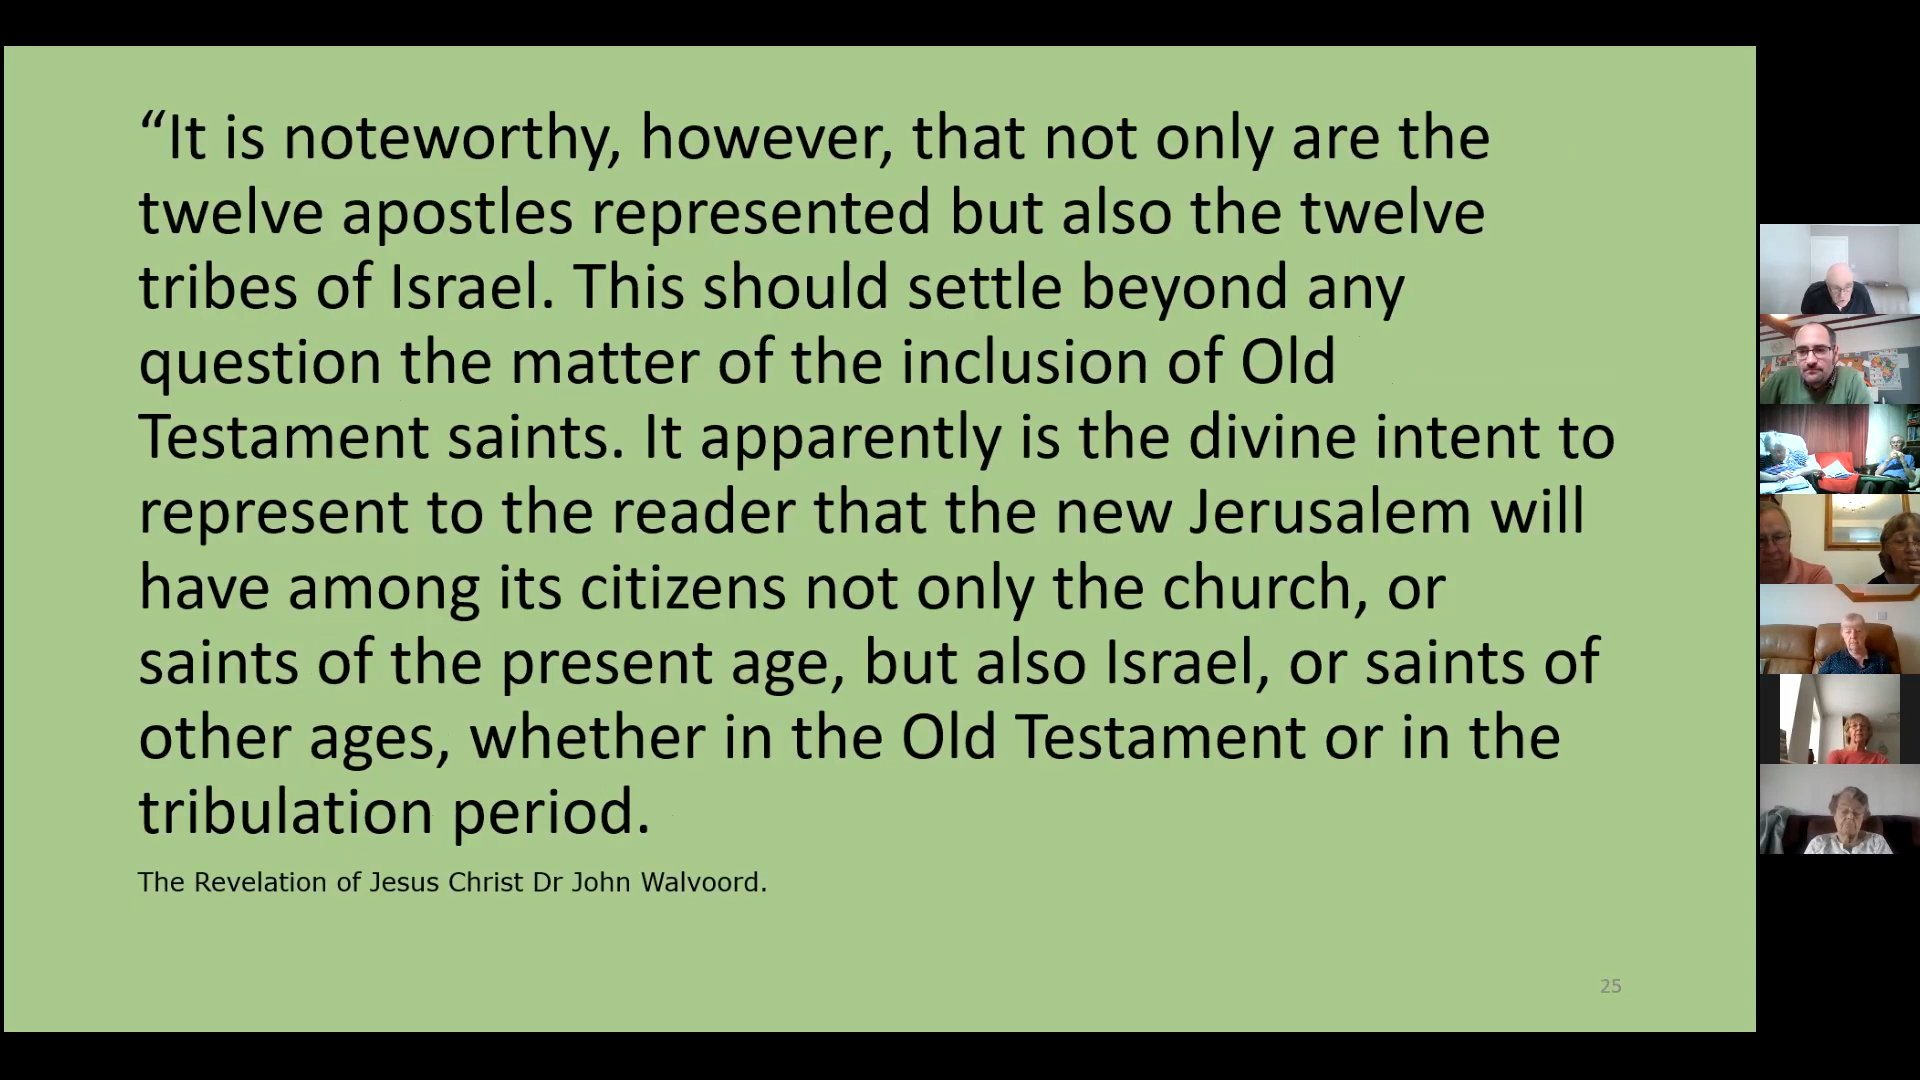 “It is noteworthy, however, that not only are the
twelve apostles represented but also the twelve
tribes of Israel. This should settle beyond any
question the matter of the inclusion of Old
Testament saints. It apparently is the divine intent to
represent to the reader that the new Jerusalem will
have among its citizens not only the church, or
saints of the present age, but also Israel, or saints of
other ages, whether in the Old Testament or in the
tribulation period.
The Revelation of Jesus Christ Dr John Walvoord.
25